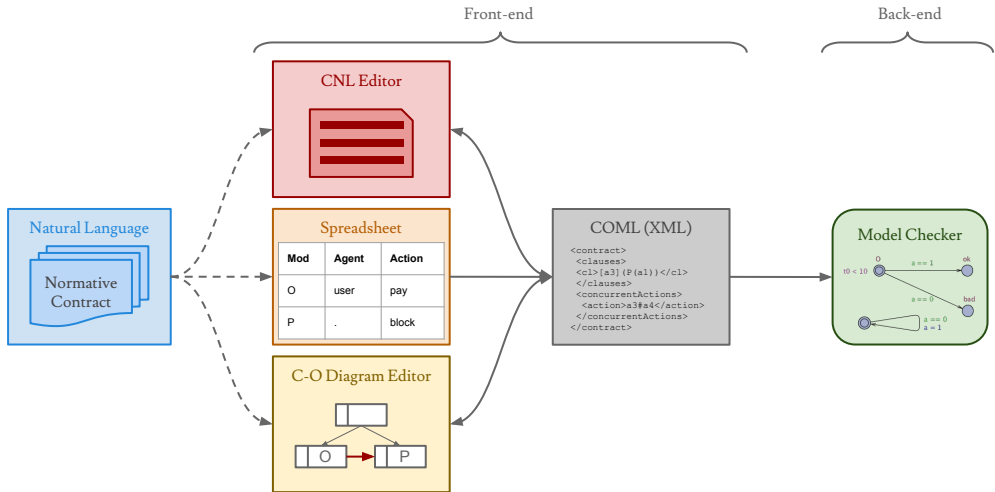 Front-end
Back-end
CNL Editor
Natural Language
Normative
Contract
Spreadsheet
Mod Agent Action
O user pay
P . block
C-O Diagram Editor
O P
COML (XML)
<contract>
<clauses>
<cl>[a3](P(a1))</cl>
</clauses>
<concurrentActions>
<action>a3#a4</action>
</concurrentActions>
</contract>
Model Checker
O
t0 < 10
a == 1
ok
a == 0
bad
a == 0
a = 1